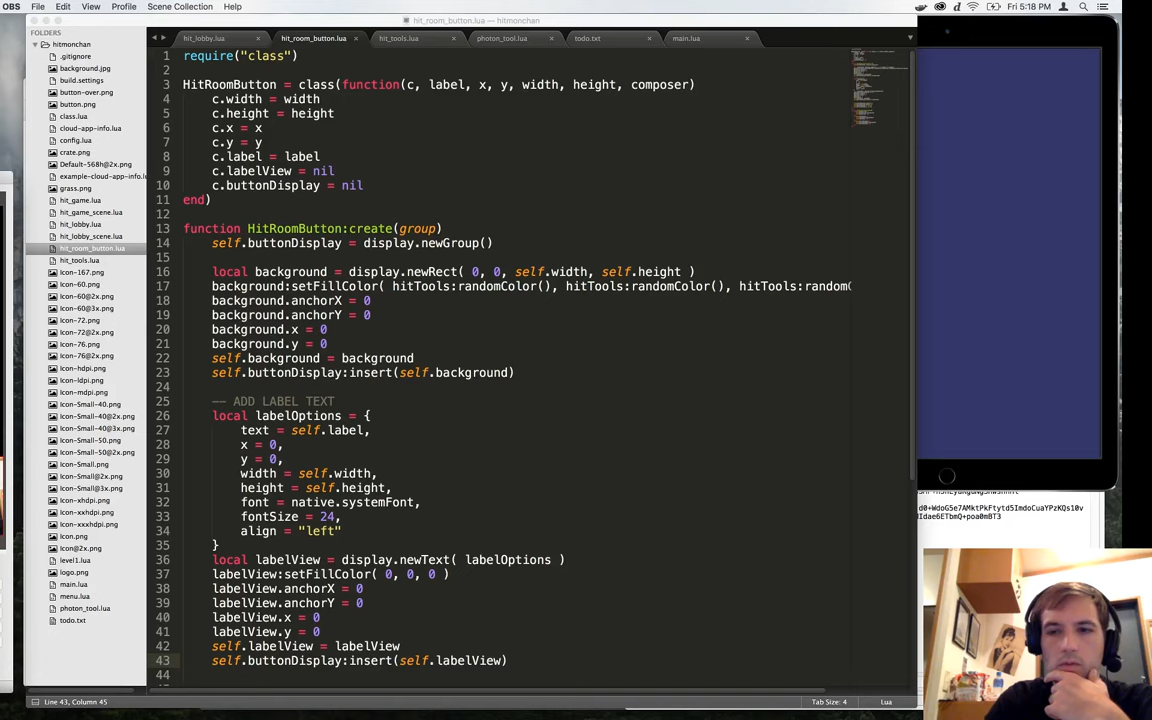 OBS File Edit View Profile Scene Collection Help
Fri 5:18 PM
hit_room_button.lua — hitmonchan
FOLDERS
hitmonchan
.gitignore
background.jpg
build.settings
button-over.png
button.png
class.lua
cloud-app-info.lua
config.lua
crate.png
Default-568h@2x.png
example-cloud-app-info.lua
grass.png
hit_game.lua
hit_game_scene.lua
hit_lobby.lua
hit_lobby_scene.lua
hit_room_button.lua
hit_tools.lua
Icon-167.png
Icon-60.png
Icon-60@2x.png
Icon-60@3x.png
Icon-72.png
Icon-72@2x.png
Icon-76.png
Icon-76@2x.png
Icon-hdpi.png
Icon-ldpi.png
Icon-mdpi.png
Icon-Small-40.png
Icon-Small-40@2x.png
Icon-Small-40@3x.png
Icon-Small-50.png
Icon-Small-50@2x.png
Icon-Small.png
Icon-Small@2x.png
Icon-Small@3x.png
Icon-xhdpi.png
Icon-xxhdpi.png
Icon-xxxhdpi.png
Icon.png
Icon@2x.png
level1.lua
logo.png
main.lua
menu.lua
photon_tool.lua
todo.txt
hit_lobby.lua × hit_room_button.lua × hit_tools.lua × photon_tool.lua × todo.txt × main.lua ×
1 require("class")
2
3 HitRoomButton = class(function(c, label, x, y, width, height, composer)
4 c.width = width
5 c.height = height
6 c.x = x
7 c.y = y
8 c.label = label
9 c.labelView = nil
10 c.buttonDisplay = nil
11 end)
12
13 function HitRoomButton:create(group)
14 self.buttonDisplay = display.newGroup()
15
16 local background = display.newRect( 0, 0, self.width, self.height )
17 background:setFillColor( hitTools:randomColor(), hitTools:randomColor(), hitTools:randomC
18 background.anchorX = 0
19 background.anchorY = 0
20 background.x = 0
21 background.y = 0
22 self.background = background
23 self.buttonDisplay:insert(self.background)
24
25 -- ADD LABEL TEXT
26 local labelOptions = {
27 text = self.label,
28 x = 0,
29 y = 0,
30 width = self.width,
31 height = self.height,
32 font = native.systemFont,
33 fontSize = 24,
34 align = "left"
35 }
36 local labelView = display.newText( labelOptions )
37 labelView:setFillColor( 0, 0, 0 )
38 labelView.anchorX = 0
39 labelView.anchorY = 0
40 labelView.x = 0
41 labelView.y = 0
42 self.labelView = labelView
43 self.buttonDisplay:insert(self.labelView)
44
Line 43, Column 45
Tab Size: 4 Lua